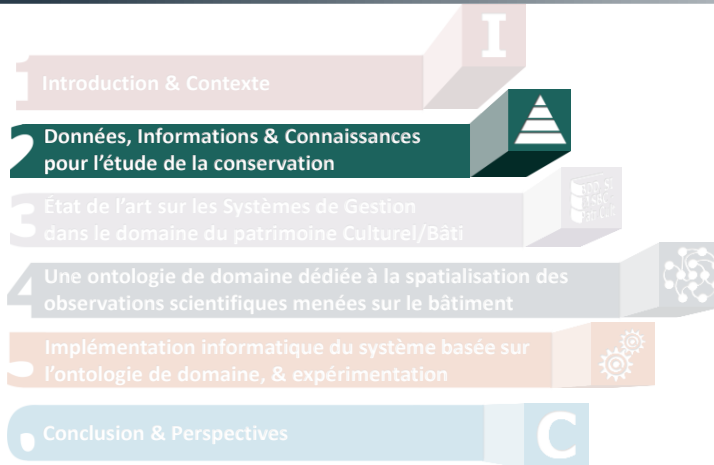 I
1
Introduction & Contexte
2
Données, Informations & Connaissances
pour l'étude de la conservation
3
État de l'art sur les Systèmes de Gestion
dans le domaine du patrimoine Culturel/Bâti
4
Une ontologie de domaine dédiée à la spatialisation des
observations scientifiques menées sur le bâtiment
Implémentation informatique du système basée sur
l'ontologie de domaine, & expérimentation
Conclusion & Perspectives
C